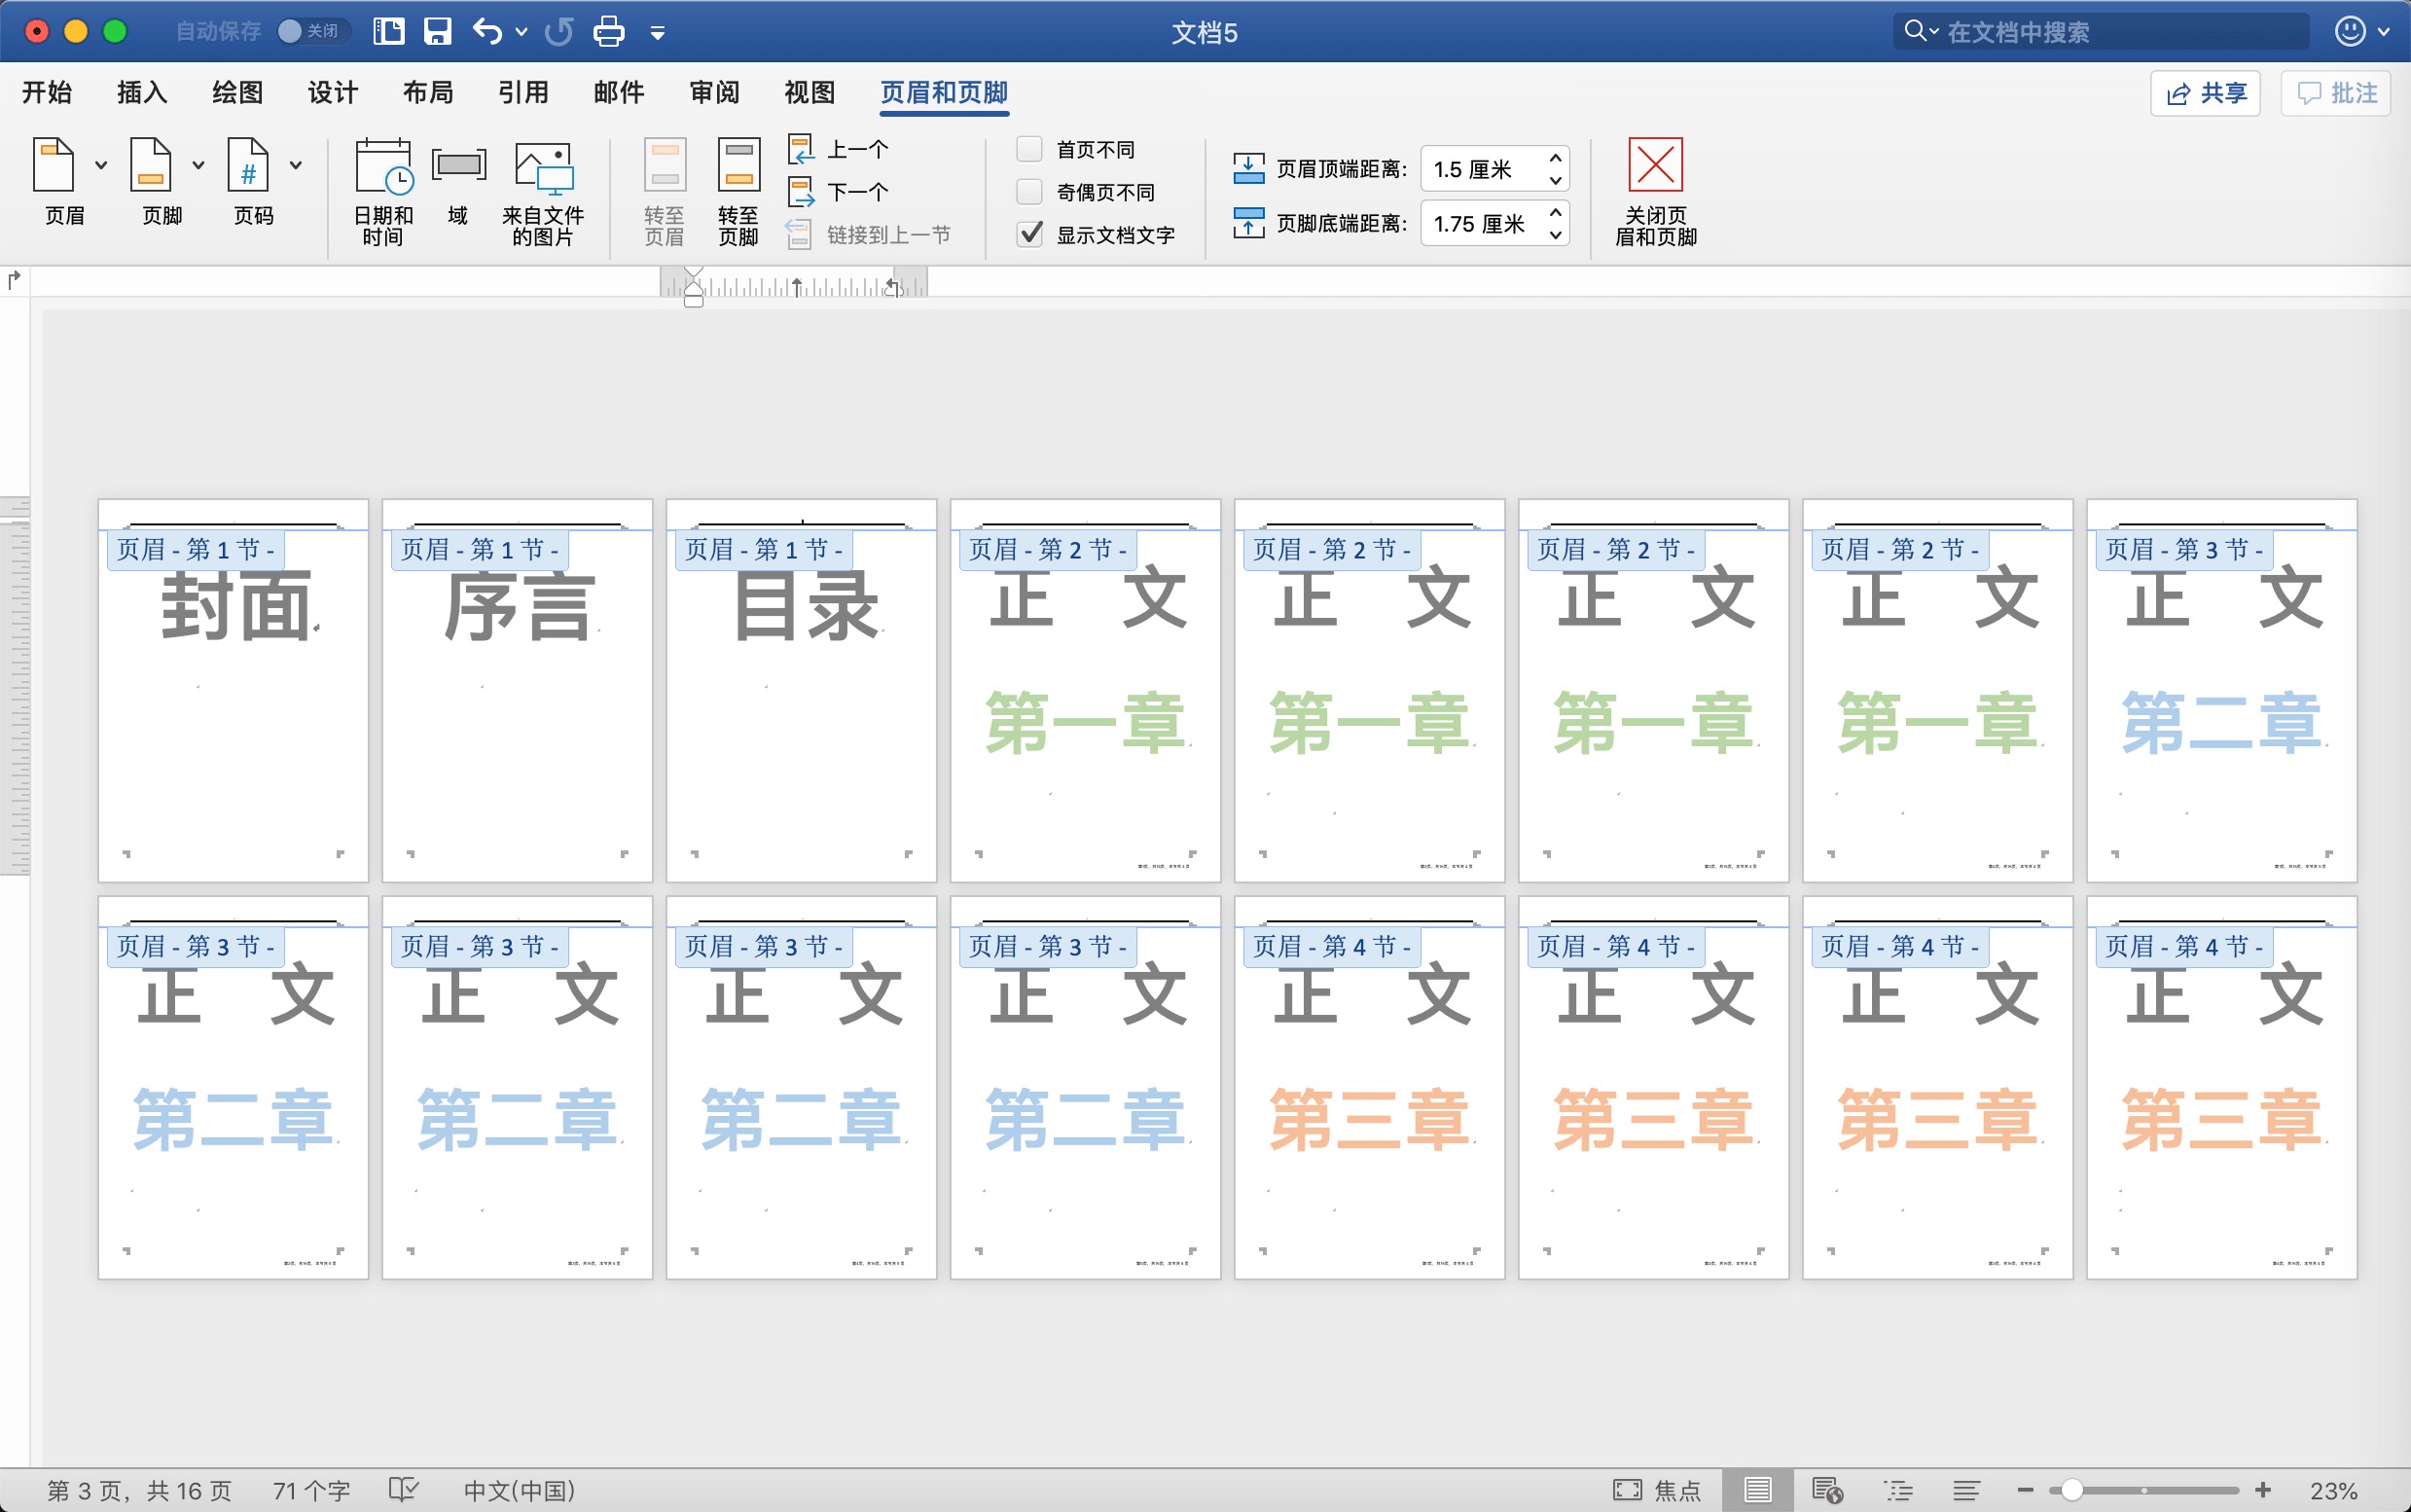 自动保存 关闭 文档5 在文档中搜索
开始 插入 绘图 设计 布局 引用 邮件 审阅 视图 页眉和页脚 共享 批注
页眉 页脚 页码 日期和时间 域 来自文件的图片 转至页眉 转至页脚
上一个
下一个
链接到上一节
首页不同
奇偶页不同
显示文档文字
页眉顶端距离: 1.5 厘米
页脚底端距离: 1.75 厘米
关闭页眉和页脚
页眉 - 第 1 节 - 页眉 - 第 1 节 - 页眉 - 第 1 节 - 页眉 - 第 2 节 - 页眉 - 第 2 节 - 页眉 - 第 2 节 - 页眉 - 第 2 节 - 页眉 - 第 3 节 -
封面 序言 目录 正 文 正 文 正 文 正 文 正 文
第一章 第一章 第一章 第一章 第二章
页眉 - 第 3 节 - 页眉 - 第 3 节 - 页眉 - 第 3 节 - 页眉 - 第 3 节 - 页眉 - 第 4 节 - 页眉 - 第 4 节 - 页眉 - 第 4 节 - 页眉 - 第 4 节 -
正 文 正 文 正 文 正 文 正 文 正 文 正 文 正 文
第二章 第二章 第二章 第二章 第三章 第三章 第三章 第三章
第 3 页，共 16 页 71 个字 中文(中国) 焦点 23%